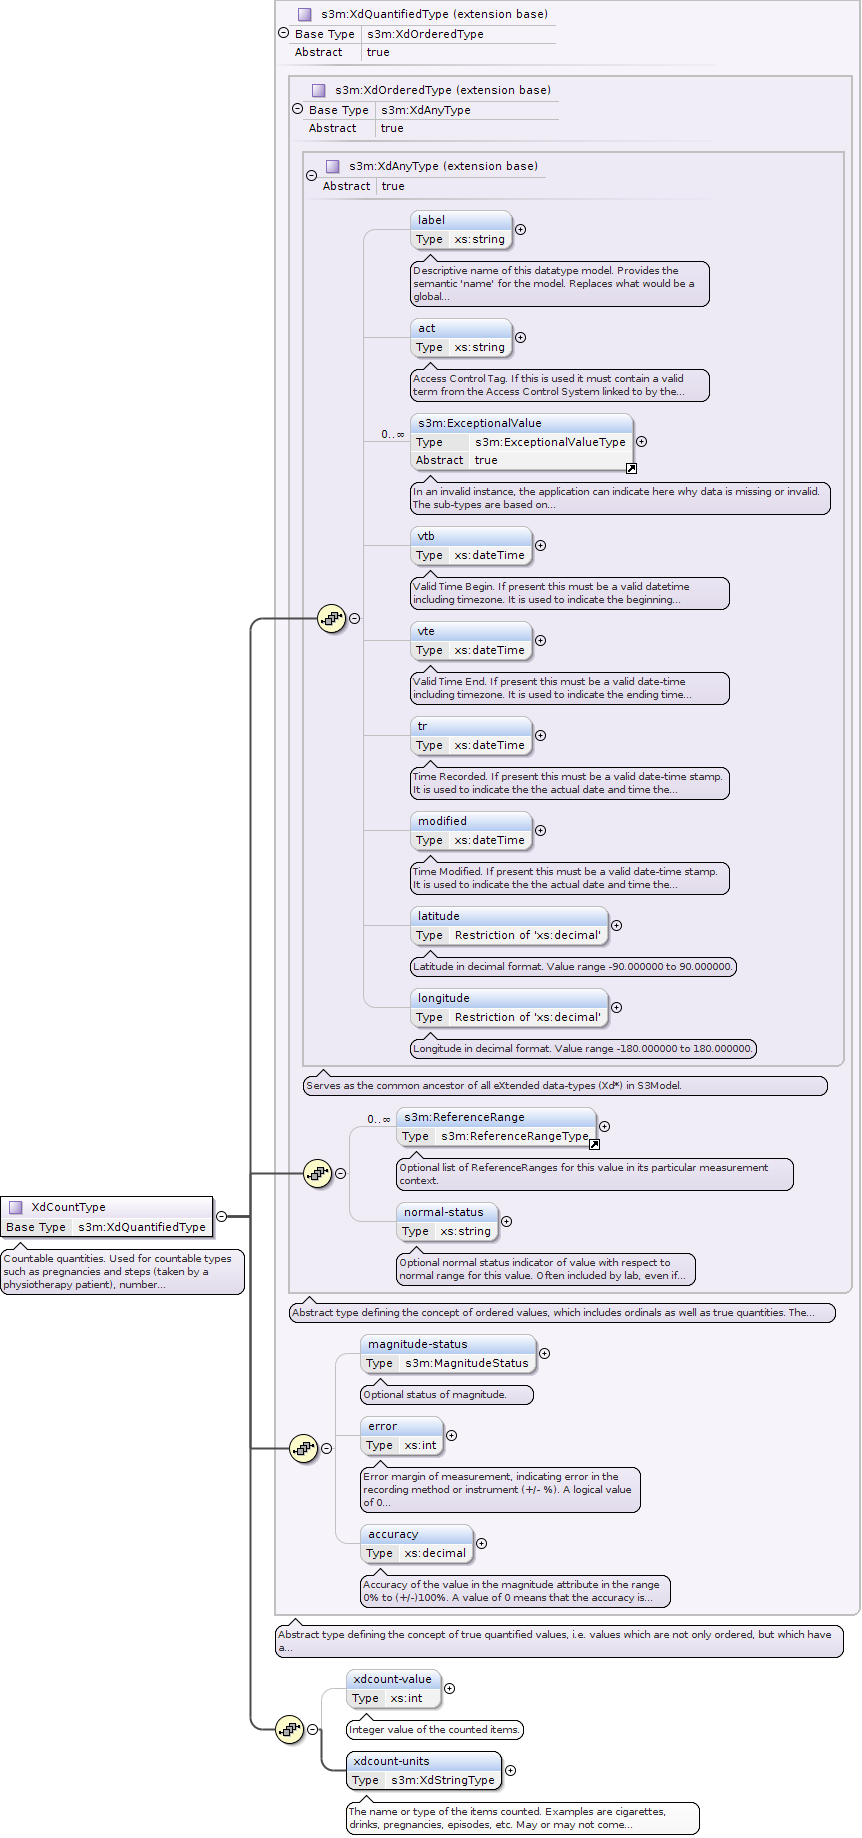 s3m:XdQuantifiedType (extension base)
Base Type s3m:XdOrderedType
Abstract true
s3m:XdOrderedType (extension base)
Base Type s3m:XdAnyType
Abstract true
s3m:XdAnyType (extension base)
Abstract true
label
Type xs:string
Descriptive name of this datatype model. Provides the
semantic 'name' for the model. Replaces what would be a
global...
act
Type xs:string
Access Control Tag. If this is used it must contain a valid
term from the Access Control System linked to by the...
0..∞
s3m:ExceptionalValue
Type s3m:ExceptionalValueType
Abstract true
In an invalid instance, the application can indicate here why data is missing or invalid.
The sub-types are based on...
vtb
Type xs:dateTime
Valid Time Begin. If present this must be a valid datetime
including timezone. It is used to indicate the beginning...
vte
Type xs:dateTime
Valid Time End. If present this must be a valid date-time
including timezone. It is used to indicate the ending time...
tr
Type xs:dateTime
Time Recorded. If present this must be a valid date-time stamp.
It is used to indicate the the actual date and time the...
modified
Type xs:dateTime
Time Modified. If present this must be a valid date-time stamp.
It is used to indicate the the actual date and time the...
latitude
Type Restriction of 'xs:decimal'
Latitude in decimal format. Value range -90.000000 to 90.000000.
longitude
Type Restriction of 'xs:decimal'
Longitude in decimal format. Value range -180.000000 to 180.000000.
Serves as the common ancestor of all eXtended data-types (Xd*) in S3Model.
0..∞
s3m:ReferenceRange
Type s3m:ReferenceRangeType
Optional list of ReferenceRanges for this value in its particular measurement
context.
normal-status
Type xs:string
Optional normal status indicator of value with respect to
normal range for this value. Often included by lab, even if...
XdCountType
Base Type s3m:XdQuantifiedType
Countable quantities. Used for countable types
such as pregnancies and steps (taken by a
physiotherapy patient), number...
Abstract type defining the concept of ordered values, which includes ordinals as well as true quantities. The...
magnitude-status
Type s3m:MagnitudeStatus
Optional status of magnitude.
error
Type xs:int
Error margin of measurement, indicating error in the
recording method or instrument (+/- %). A logical value
of 0...
accuracy
Type xs:decimal
Accuracy of the value in the magnitude attribute in the range
0% to (+/-)100%. A value of 0 means that the accuracy is...
Abstract type defining the concept of true quantified values, i.e. values which are not only ordered, but which have
a...
xdcount-value
Type xs:int
Integer value of the counted items.
xdcount-units
Type s3m:XdStringType
The name or type of the items counted. Examples are cigarettes,
drinks, pregnancies, episodes, etc. May or may not come...